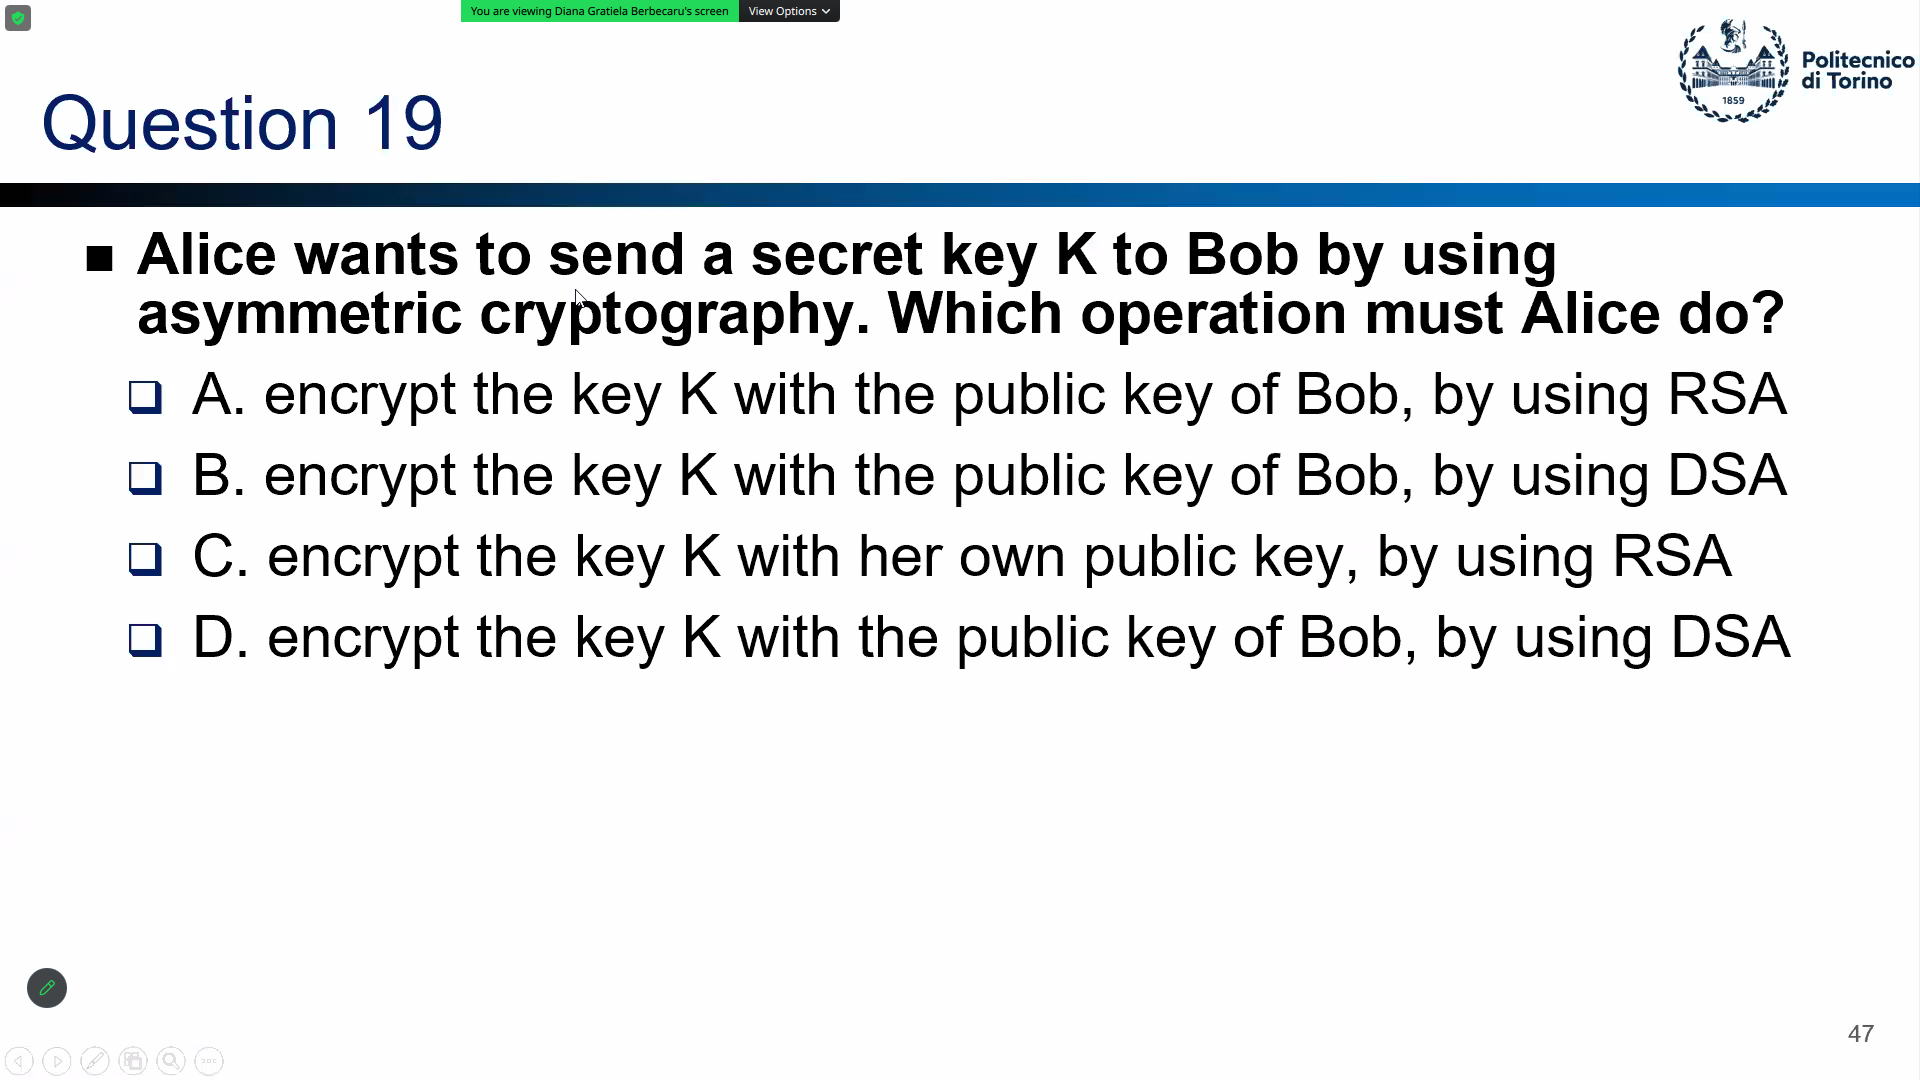 You are viewing Diana Gratiela Berbecaru's screen
View Options
Politecnico
di Torino
1859
Question 19
Alice wants to send a secret key K to Bob by using
asymmetric cryptography. Which operation must Alice do?
A. encrypt the key K with the public key of Bob, by using RSA
B. encrypt the key K with the public key of Bob, by using DSA
C. encrypt the key K with her own public key, by using RSA
D. encrypt the key K with the public key of Bob, by using DSA
47